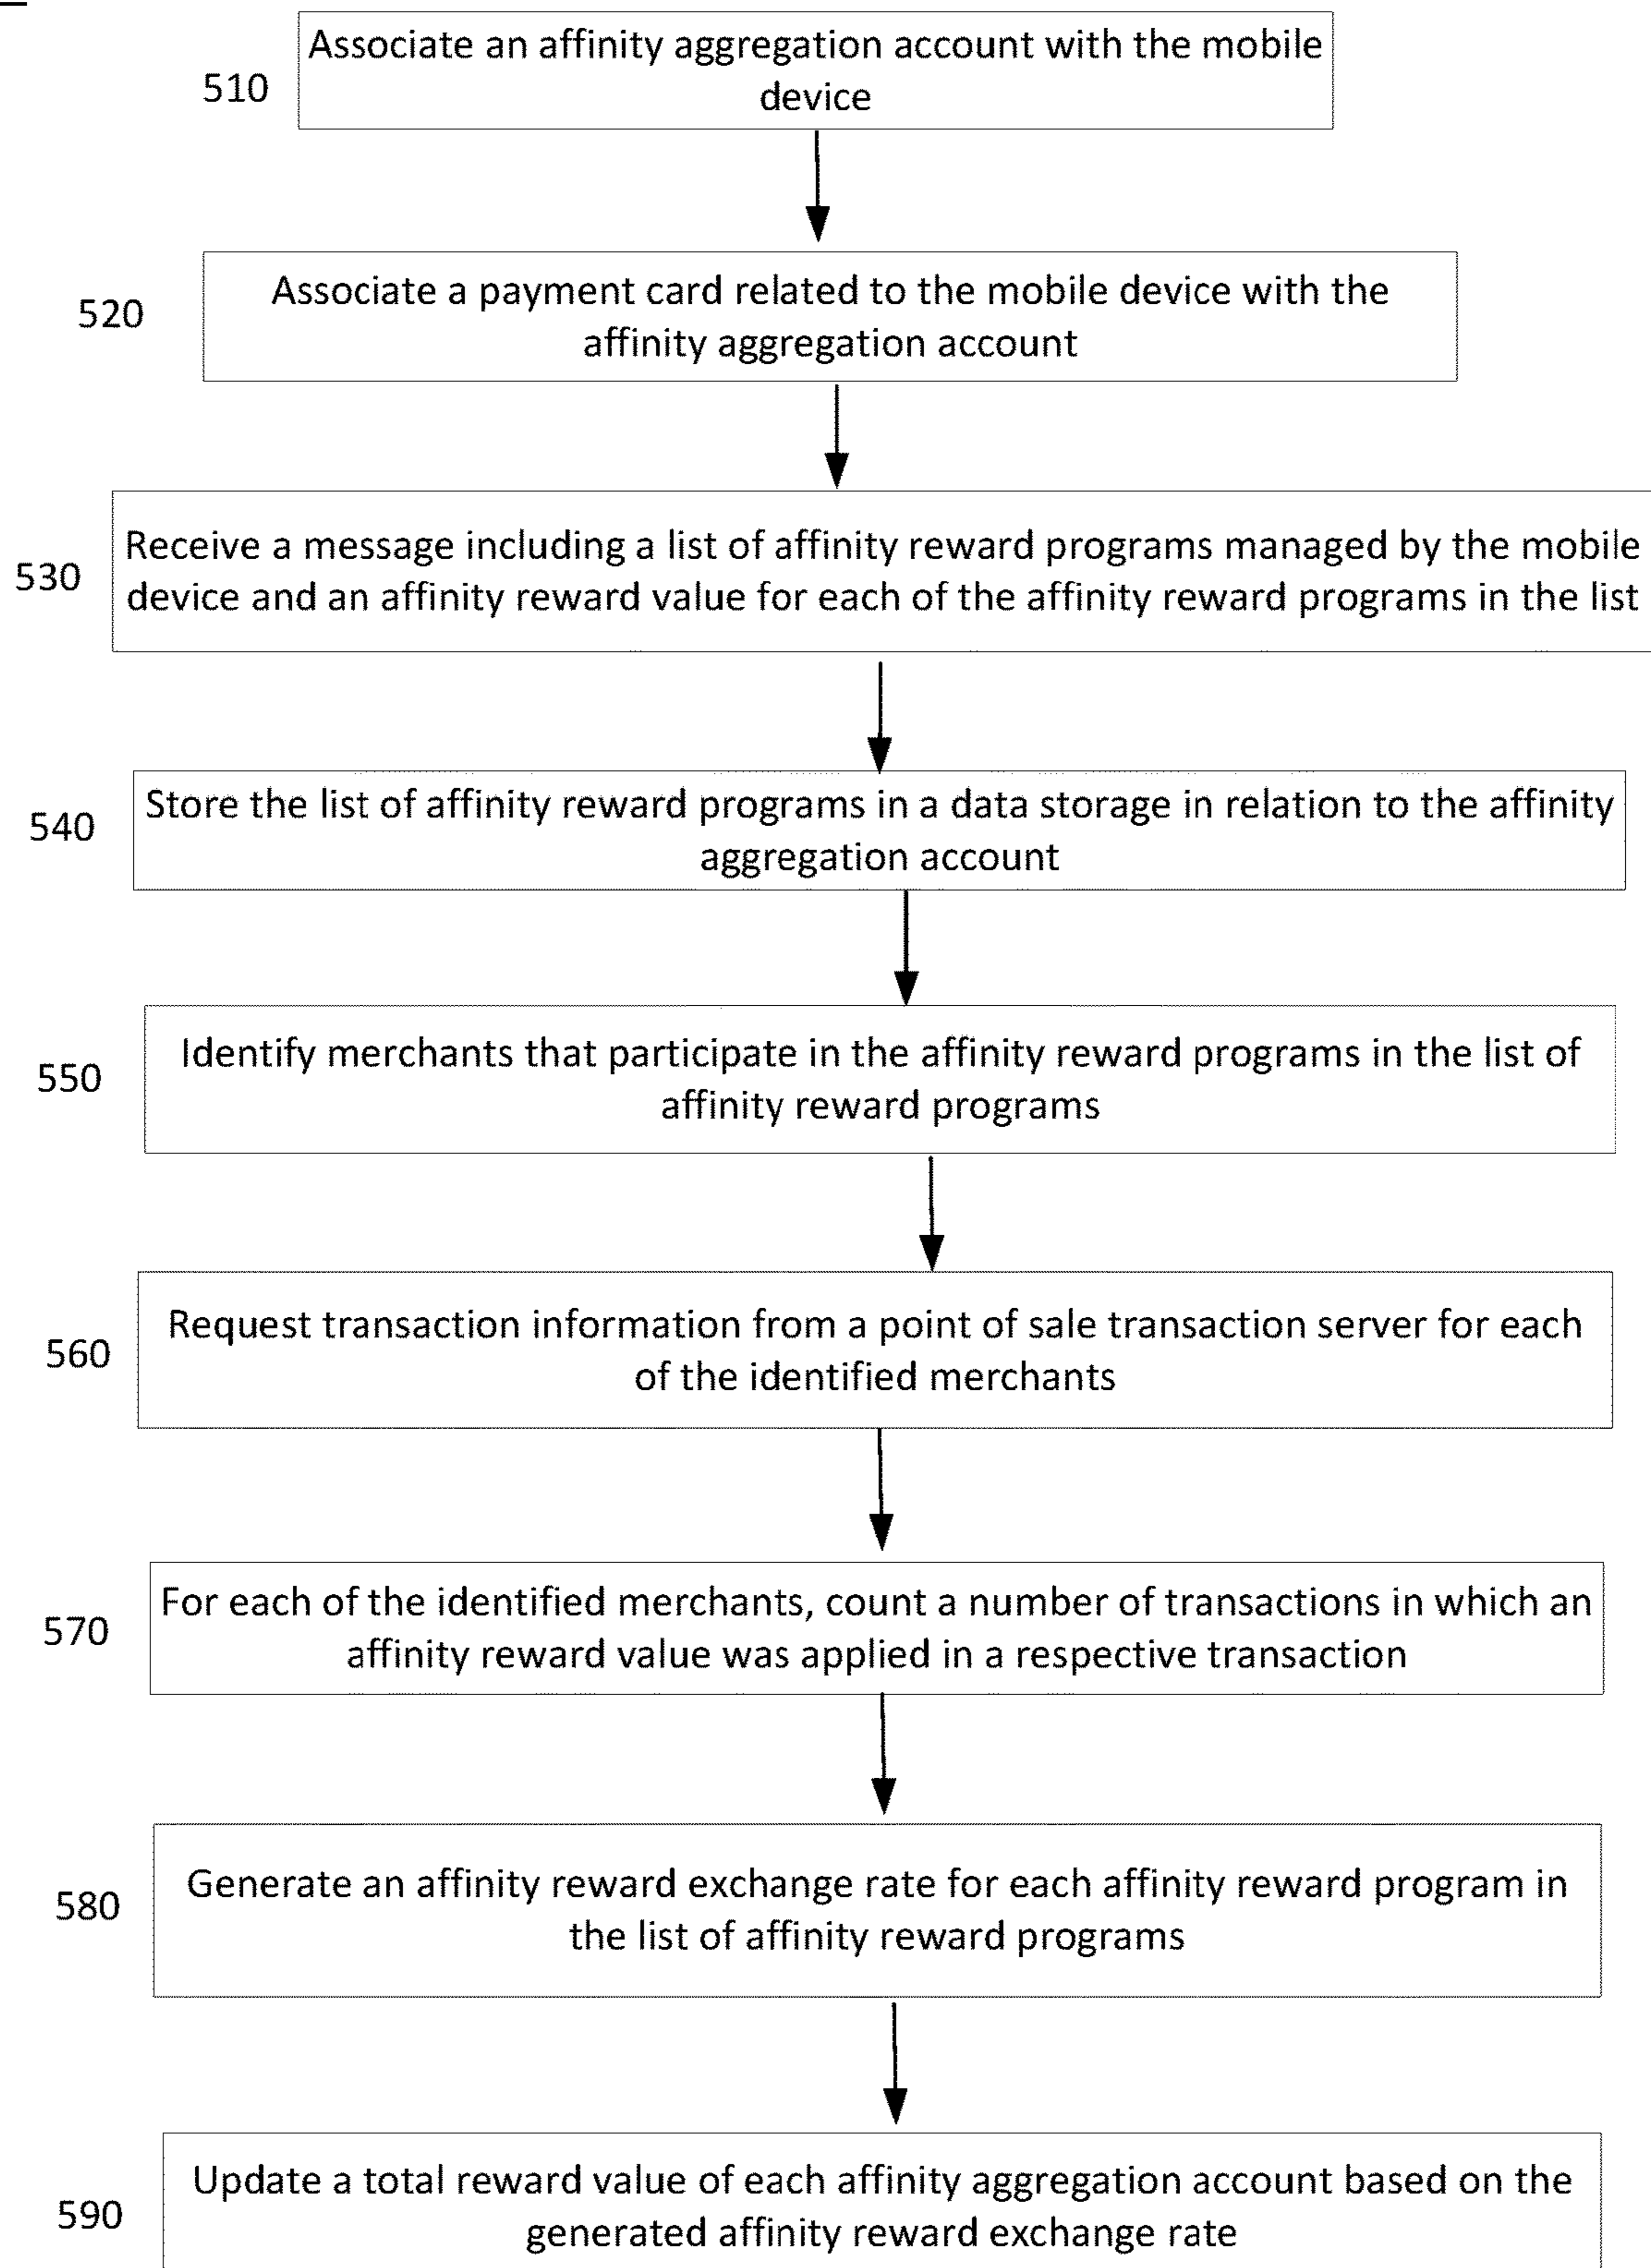 Associate an affinity aggregation account with the mobile
device
510
Associate a payment card related to the mobile device with the
affinity aggregation account
520
Receive a message including a list of affinity reward programs managed by the mobile
device and an affinity reward value for each of the affinity reward programs in the list
530
Store the list of affinity reward programs in a data storage in relation to the affinity
aggregation account
540
Identify merchants that participate in the affinity reward programs in the list of
affinity reward programs
550
Request transaction information from a point of sale transaction server for each
of the identified merchants
560
For each of the identified merchants, count a number of transactions in which an
affinity reward value was applied in a respective transaction
570
Generate an affinity reward exchange rate for each affinity reward program in
the list of affinity reward programs
580
Update a total reward value of each affinity aggregation account based on the
generated affinity reward exchange rate
590